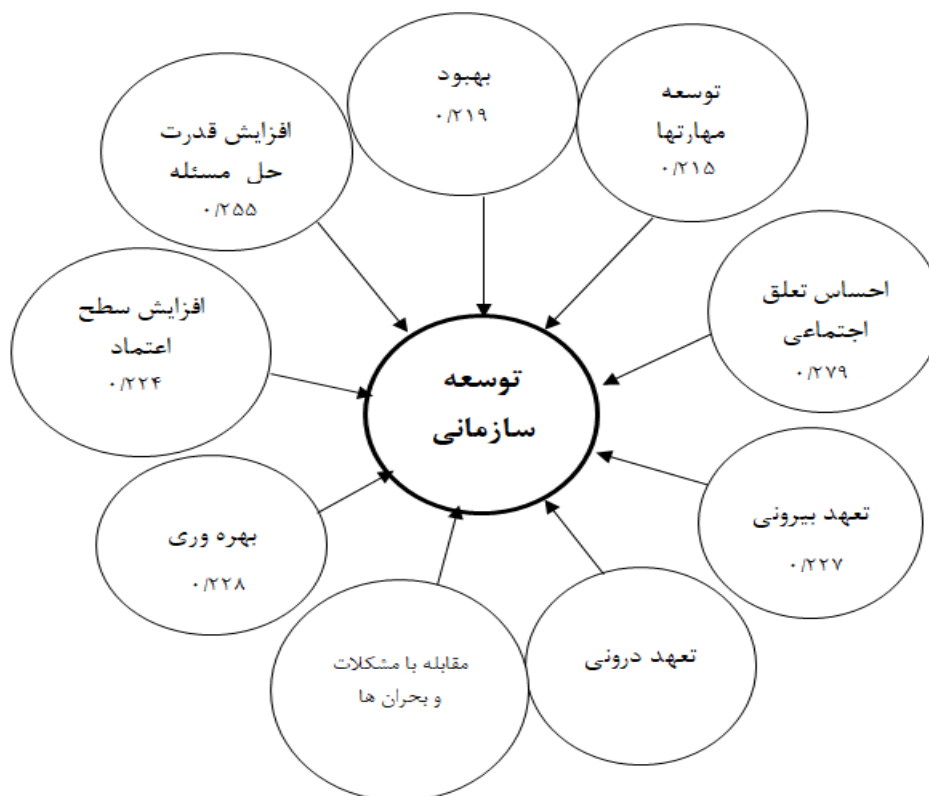 بهبود
۰/۲۱۹
توسعه
مهارتها
۰/۲۱۵
افزایش قدرت
حل مسئله
۰/۲۵۵
احساس تعلق
اجتماعی
۰/۲۷۹
افزایش سطح
اعتماد
۰/۲۲۴
توسعه
سازمانی
تعهد بیرونی
۰/۲۲۷
بهره وری
۰/۲۲۸
تعهد درونی
مقابله با مشکلات
و بحران ها